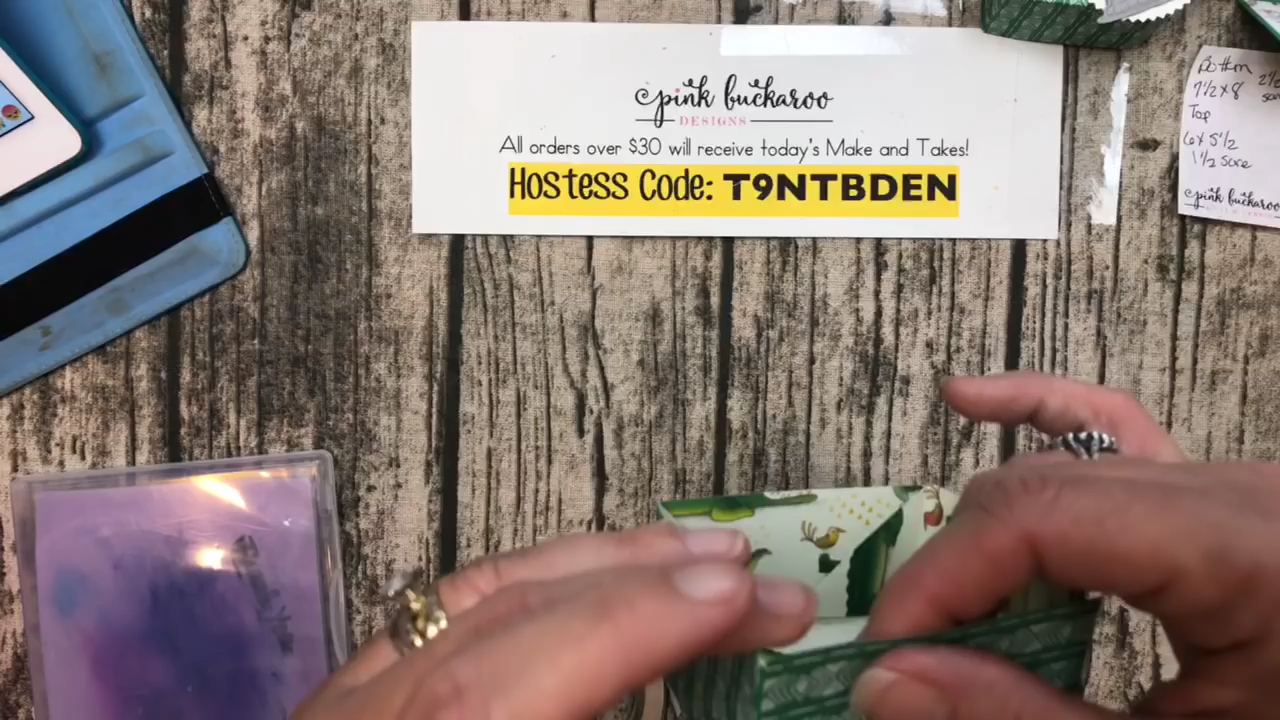 pink buckaroo
DESIGNS
All orders over $30 will receive today's Make and Takes!
Hostess Code: T9NTBDEN
Bottom
7 1/2 x 8
Top
6 x 5 1/2
1 1/2 score
pink buckaroo